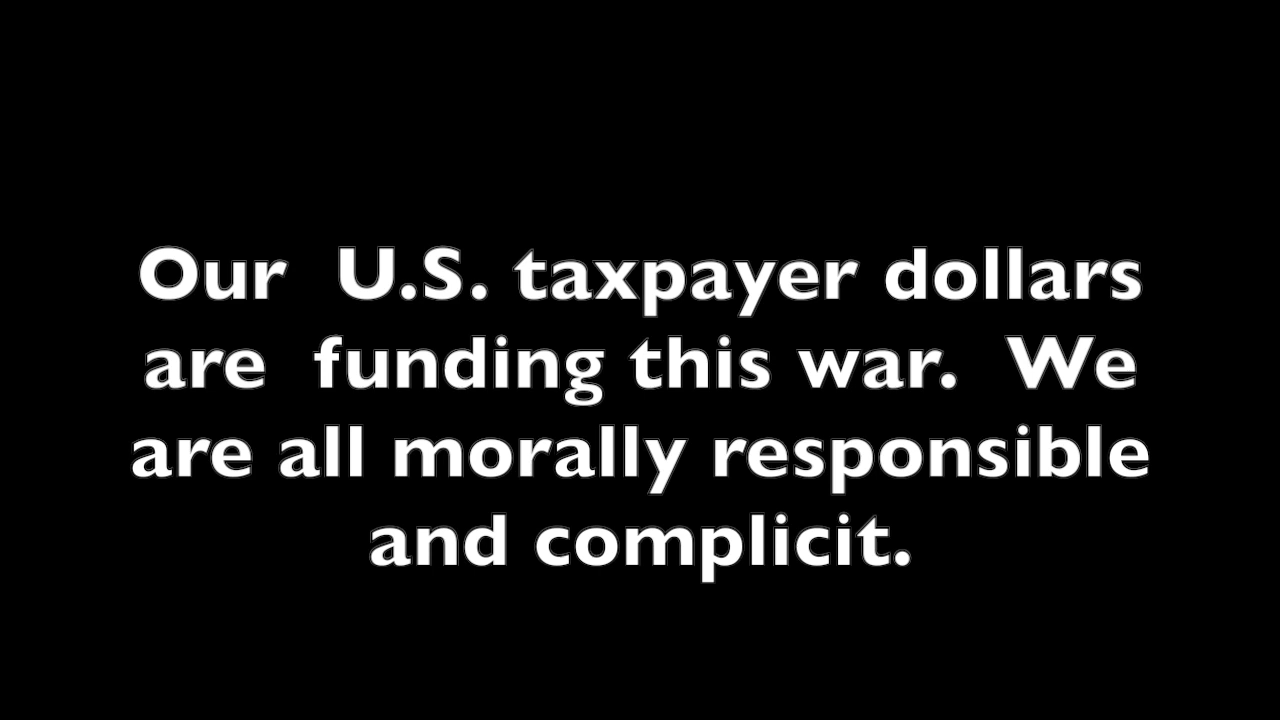 Our  U.S. taxpayer dollars
are  funding this war.  We
are all morally responsible
and complicit.